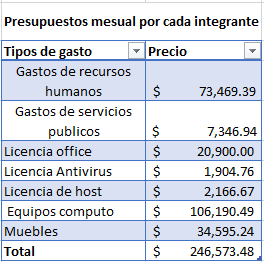 Presupuestos mesual por cada integrante
Tipos de gasto Precio
Gastos de recursos
humanos $ 73,469.39
Gastos de servicios
publicos $ 7,346.94
Licencia office $ 20,900.00
Licencia Antivirus $ 1,904.76
Licencia de host $ 2,166.67
Equipos computo $ 106,190.49
Muebles $ 34,595.24
Total $ 246,573.48